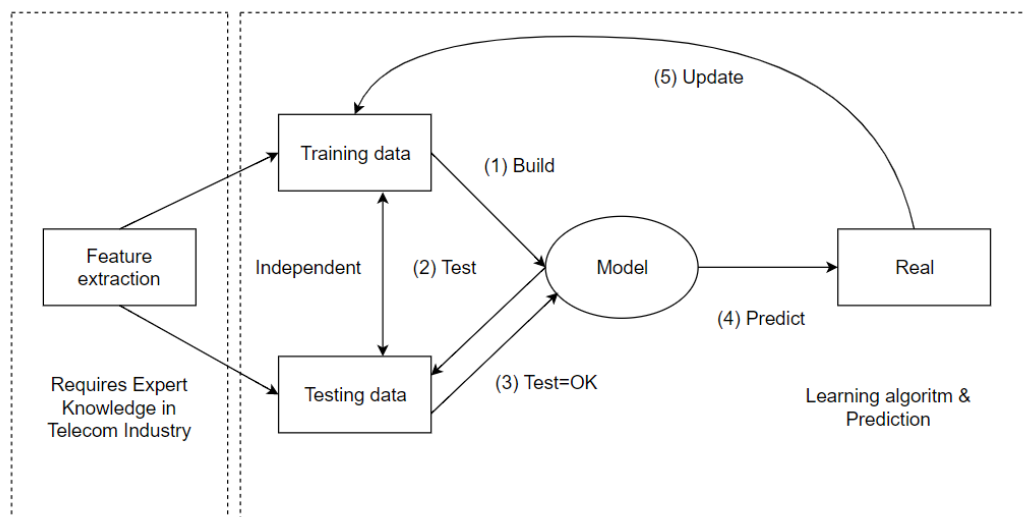 (5) Update
Training data
(1) Build
Feature
extraction
Independent
(2) Test
Model
Real
(4) Predict
Requires Expert
Knowledge in
Telecom Industry
Testing data
(3) Test=OK
Learning algoritm &
Prediction